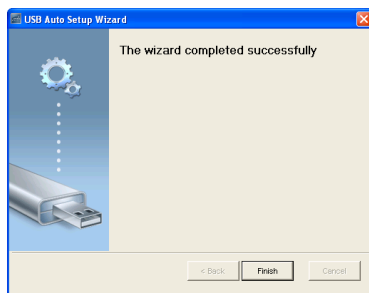 USB Auto Setup Wizard
The wizard completed successfully
< Back Finish Cancel